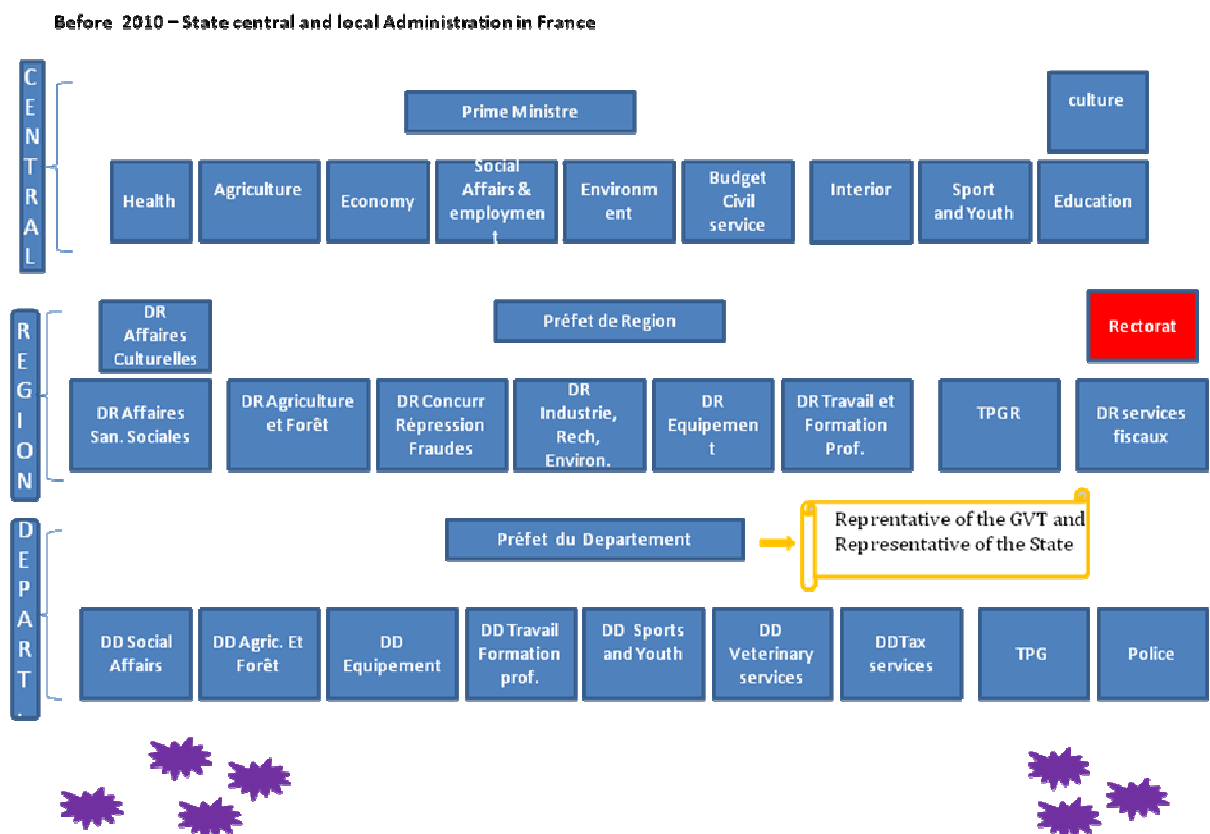 Before 2010 – State central and local Administration in France
CENTRAL
culture
Prime Ministre
Health
Agriculture
Economy
Social
Affairs &
employmen
t
Environm
ent
Budget
Civil
service
Interior
Sport
and Youth
Education
REGION
DR
Affaires
Culturelles
Préfet de Region
Rectorat
DR Affaires
San. Sociales
DR Agriculture
et Forêt
DR Concurr
Répression
Fraudes
DR
Industrie,
Rech,
Environ.
DR
Equipemen
t
DR Travail et
Formation
Prof.
TPGR
DR services
fiscaux
DEPART.
Préfet du Departement
Reprentative of the GVT and
Representative of the State
DD Social
Affairs
DD Agric. Et
Forêt
DD
Equipement
DD Travail
Formation
prof.
DD Sports
and Youth
DD
Veterinary
services
DD Tax
services
TPG
Police